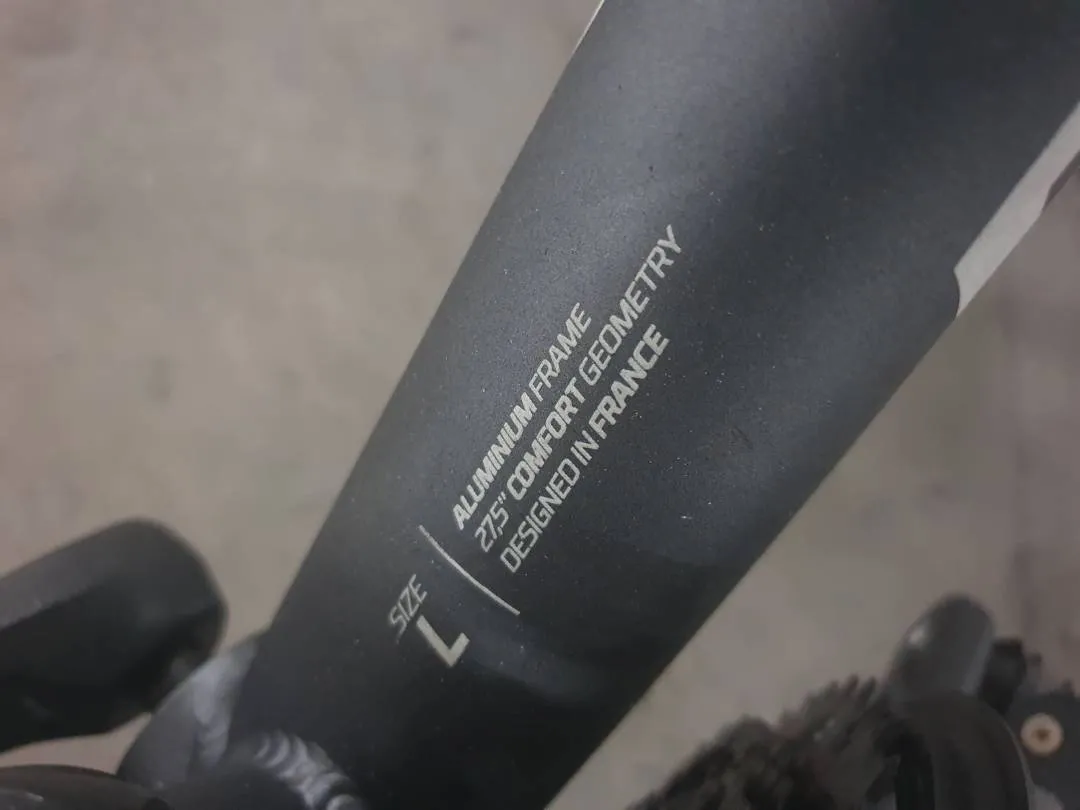 SIZE
L
ALUMINIUM FRAME
27,5" COMFORT GEOMETRY
DESIGNED IN FRANCE